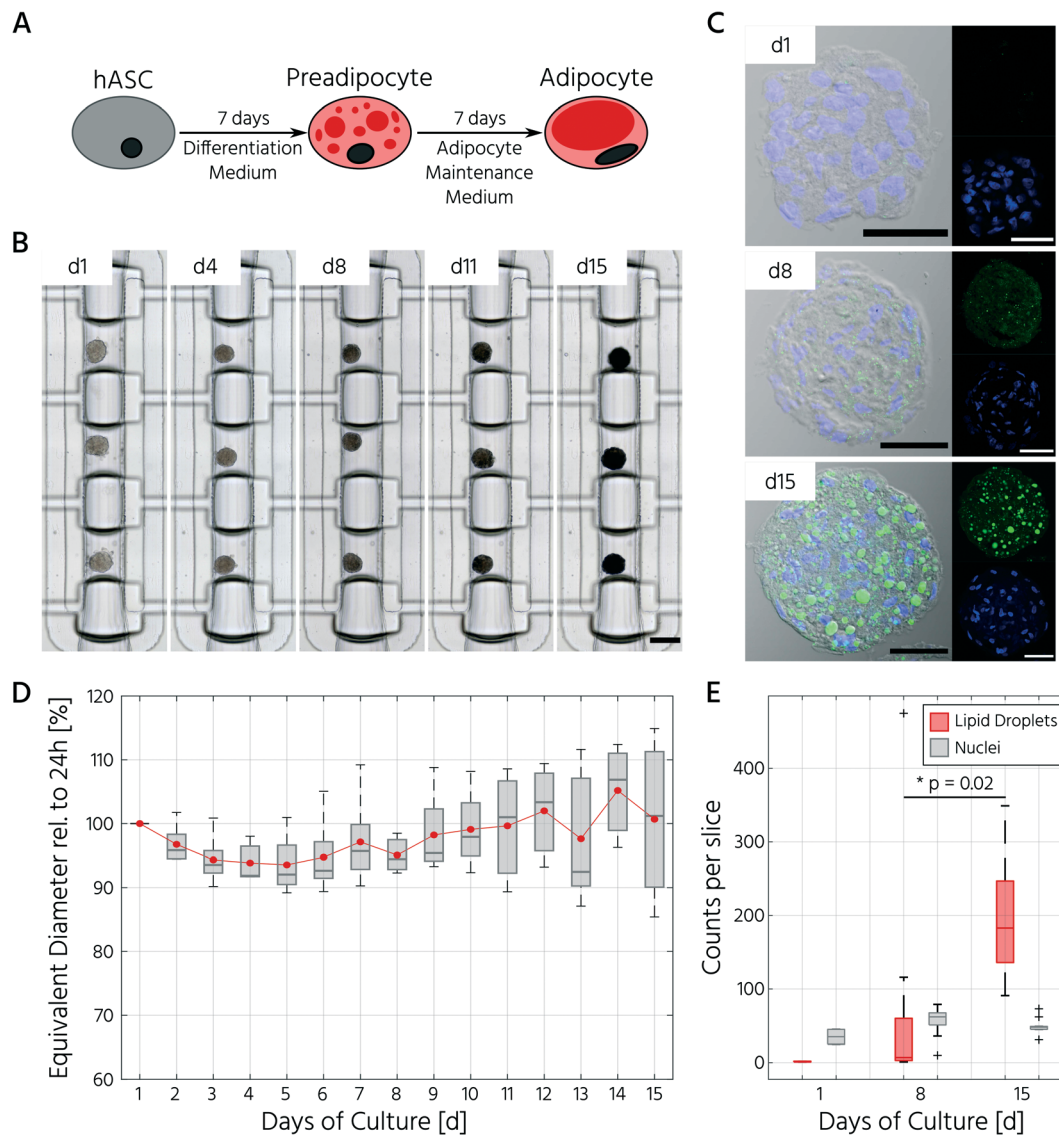 A
hASC
Preadipocyte
Adipocyte
7 days
Differentiation
Medium
7 days
Adipocyte
Maintenance
Medium
B
d1
d4
d8
d11
d15
C
d1
d8
d15
D
Equivalent Diameter rel. to 24h [%]
120
110
100
90
80
70
60
1 2 3 4 5 6 7 8 9 10 11 12 13 14 15
Days of Culture [d]
E
Lipid Droplets
Nuclei
* p = 0.02
Counts per slice
400
300
200
100
0
1 8 15
Days of Culture [d]